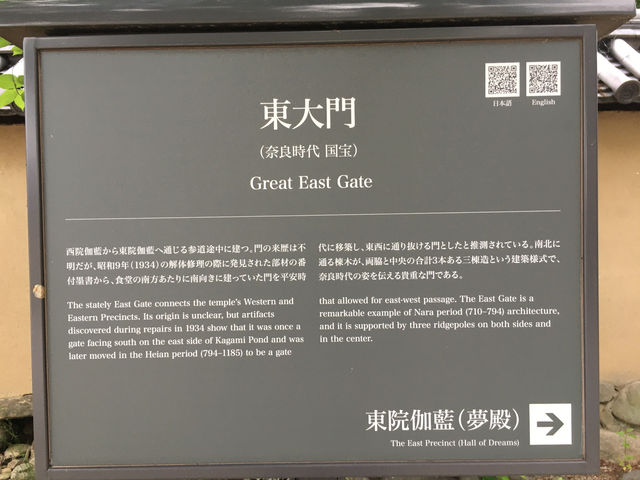 日本語
English
東大門
（奈良時代 国宝）
Great East Gate
西院伽藍から東院伽藍へ通じる参道途中に建つ。門の来歴は不
明だが、昭和9年（1934）の解体修理の際に発見された部材の番
付墨書から、食堂の南方あたりに南向きに建っていた門を平安時
代に移築し、東西に通り抜ける門としたと推測されている。南北に
通る棟木が、両脇と中央の合計3本ある三棟造という建築様式で、
奈良時代の姿を伝える貴重な門である。
The stately East Gate connects the temple's Western and
Eastern Precincts. Its origin is unclear, but artifacts
discovered during repairs in 1934 show that it was once a
gate facing south on the east side of Kagami Pond and was
later moved in the Heian period (794–1185) to be a gate
that allowed for east-west passage. The East Gate is a
remarkable example of Nara period (710–794) architecture,
and it is supported by three ridgepoles on both sides and
in the center.
東院伽藍（夢殿）
The East Precinct (Hall of Dreams)